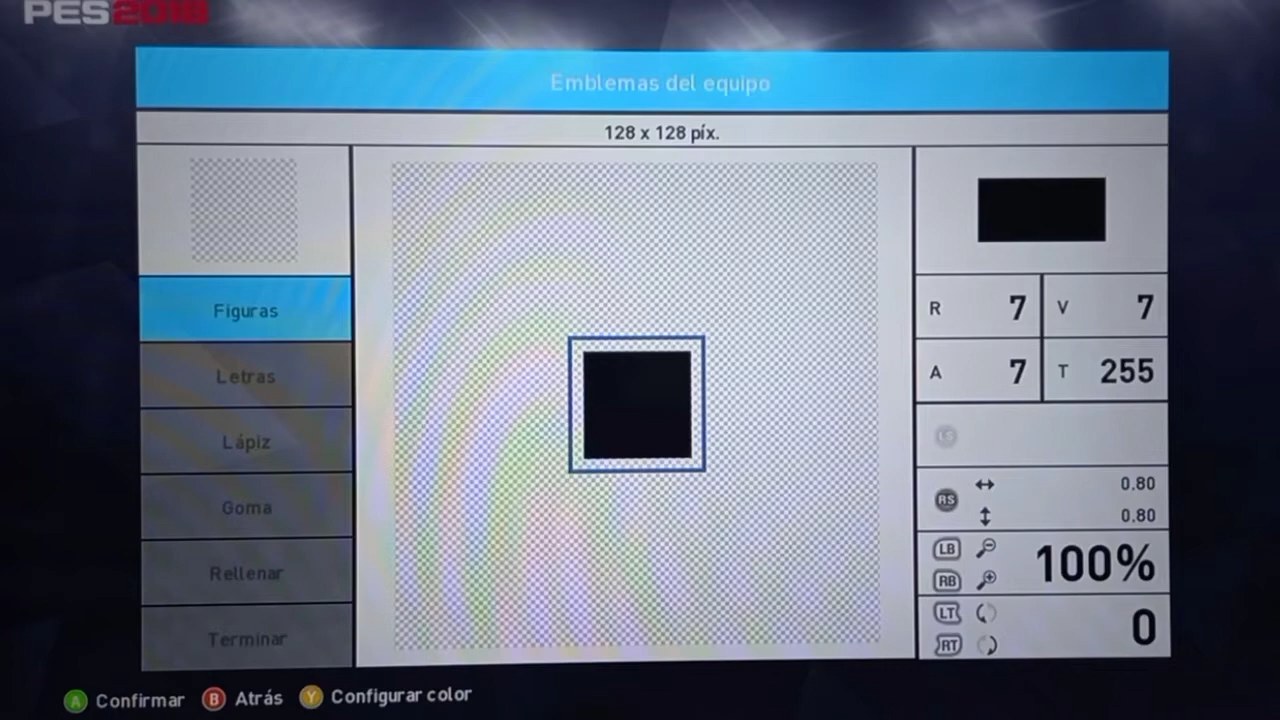 PES2018
Emblemas del equipo
128 x 128 píx.
Figuras
Letras
Lápiz
Goma
Rellenar
Terminar
R 7 V 7
A 7 T 255
LS
RS 0.80
0.80
LB 100%
RB
LT 0
RT
A Confirmar B Atrás Y Configurar color